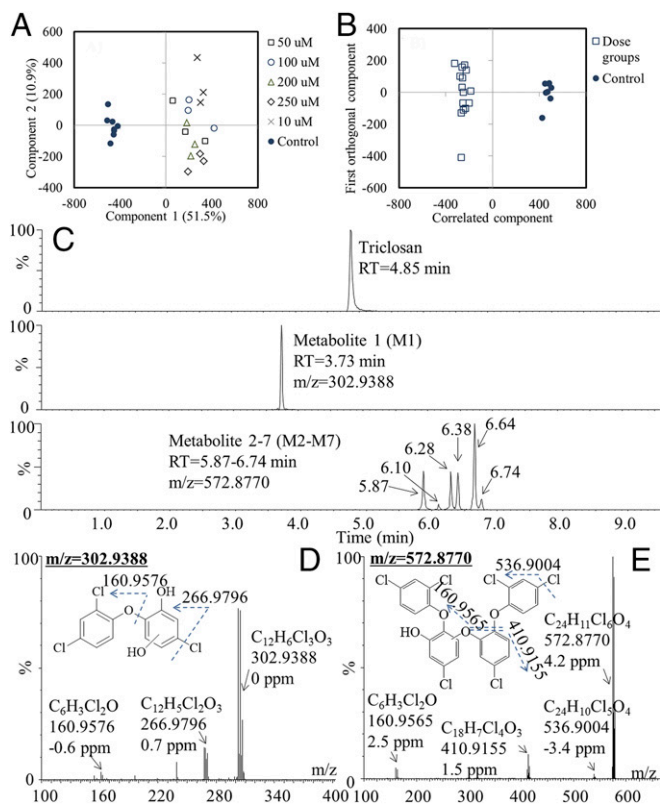 A
600
400
200
0
-200
-400
-800
-400
0
400
800
Component 2 (10.9%)
Component 1 (51.5%)
50 uM
100 uM
200 uM
250 uM
10 uM
Control
B
400
200
0
-200
-400
-600
-800
-400
0
400
800
First orthogonal component
Correlated component
Dose
groups
Control
C
100
%
Triclosan
RT=4.85 min
100
%
Metabolite 1 (M1)
RT=3.73 min
m/z=302.9388
100
%
Metabolite 2-7 (M2-M7)
RT=5.87-6.74 min
m/z=572.8770
5.87
6.10
6.28
6.38
6.64
6.74
1.0
2.0
3.0
4.0
5.0
6.0
7.0
8.0
9.0
Time (min)
D
m/z=302.9388
100
%
0
160.9576
OH
266.9796
Cl
O
Cl
HO
Cl
C12H6Cl3O3
302.9388
0 ppm
C6H3Cl2O
160.9576
-0.6 ppm
C12H5Cl2O3
266.9796
0.7 ppm
m/z
100
160
220
280
340
400
E
m/z=572.8770
100
%
0
536.9004
Cl
Cl
Cl
Cl
160.9565
O
O
HO
O
410.9155
Cl
Cl
C24H11Cl6O4
572.8770
4.2 ppm
C6H3Cl2O
160.9565
2.5 ppm
C18H7Cl4O3
410.9155
1.5 ppm
C24H10Cl5O4
536.9004
-3.4 ppm
m/z
100
200
300
400
500
600